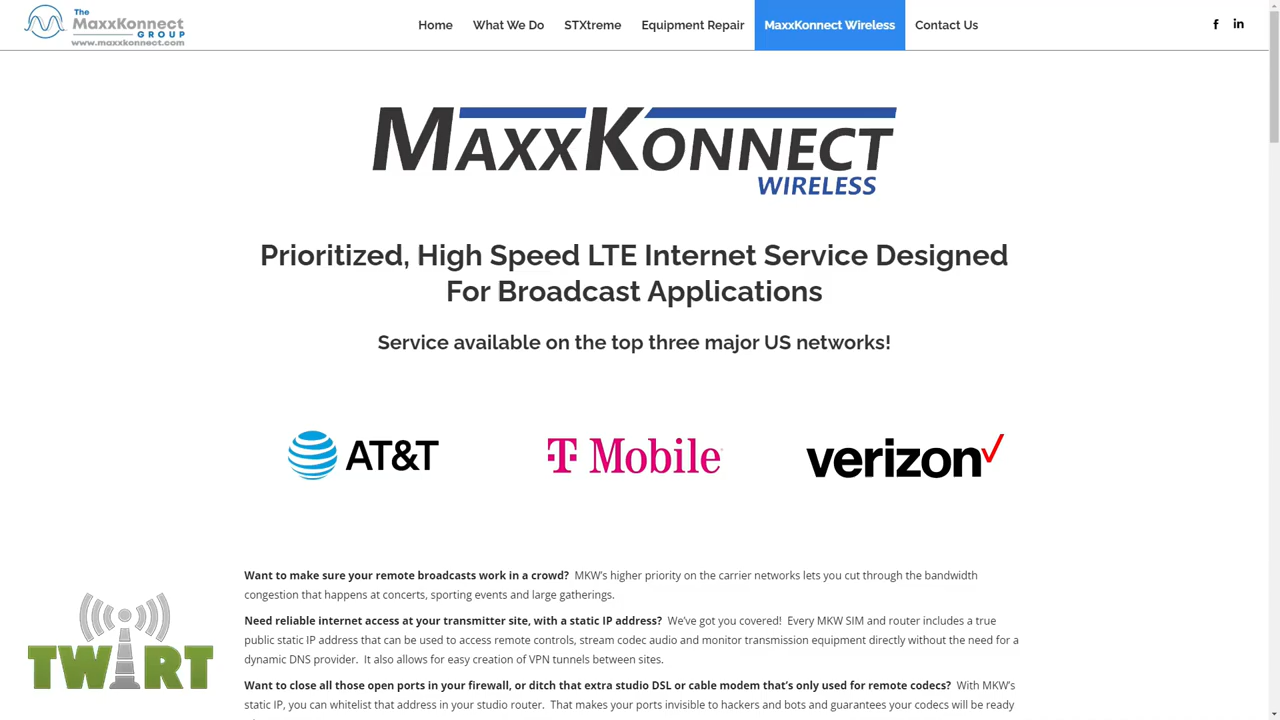 The
MaxxKonnect
GROUP
www.maxxkonnect.com
Home What We Do STXtreme Equipment Repair MaxxKonnect Wireless Contact Us
MAXXKONNECT
WIRELESS
Prioritized, High Speed LTE Internet Service Designed
For Broadcast Applications
Service available on the top three major US networks!
AT&T T Mobile verizon
Want to make sure your remote broadcasts work in a crowd? MKW's higher priority on the carrier networks lets you cut through the bandwidth
congestion that happens at concerts, sporting events and large gatherings.
Need reliable internet access at your transmitter site, with a static IP address? We've got you covered! Every MKW SIM and router includes a true
public static IP address that can be used to access remote controls, stream codec audio and monitor transmission equipment directly without the need for a
dynamic DNS provider. It also allows for easy creation of VPN tunnels between sites.
Want to close all those open ports in your firewall, or ditch that extra studio DSL or cable modem that's only used for remote codecs? With MKW's
static IP, you can whitelist that address in your studio router. That makes your ports invisible to hackers and bots and guarantees your codecs will be ready
TWIRT